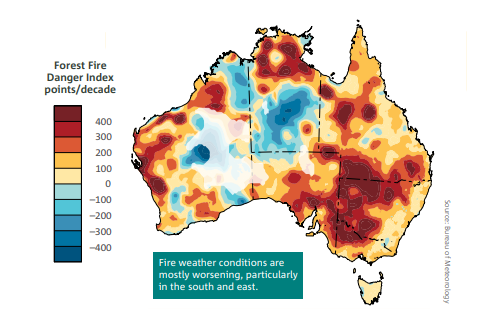 Forest Fire
Danger Index
points/decade
400
300
200
100
0
−100
−200
−300
−400
Fire weather conditions are
mostly worsening, particularly
in the south and east.
Source: Bureau of Meteorology